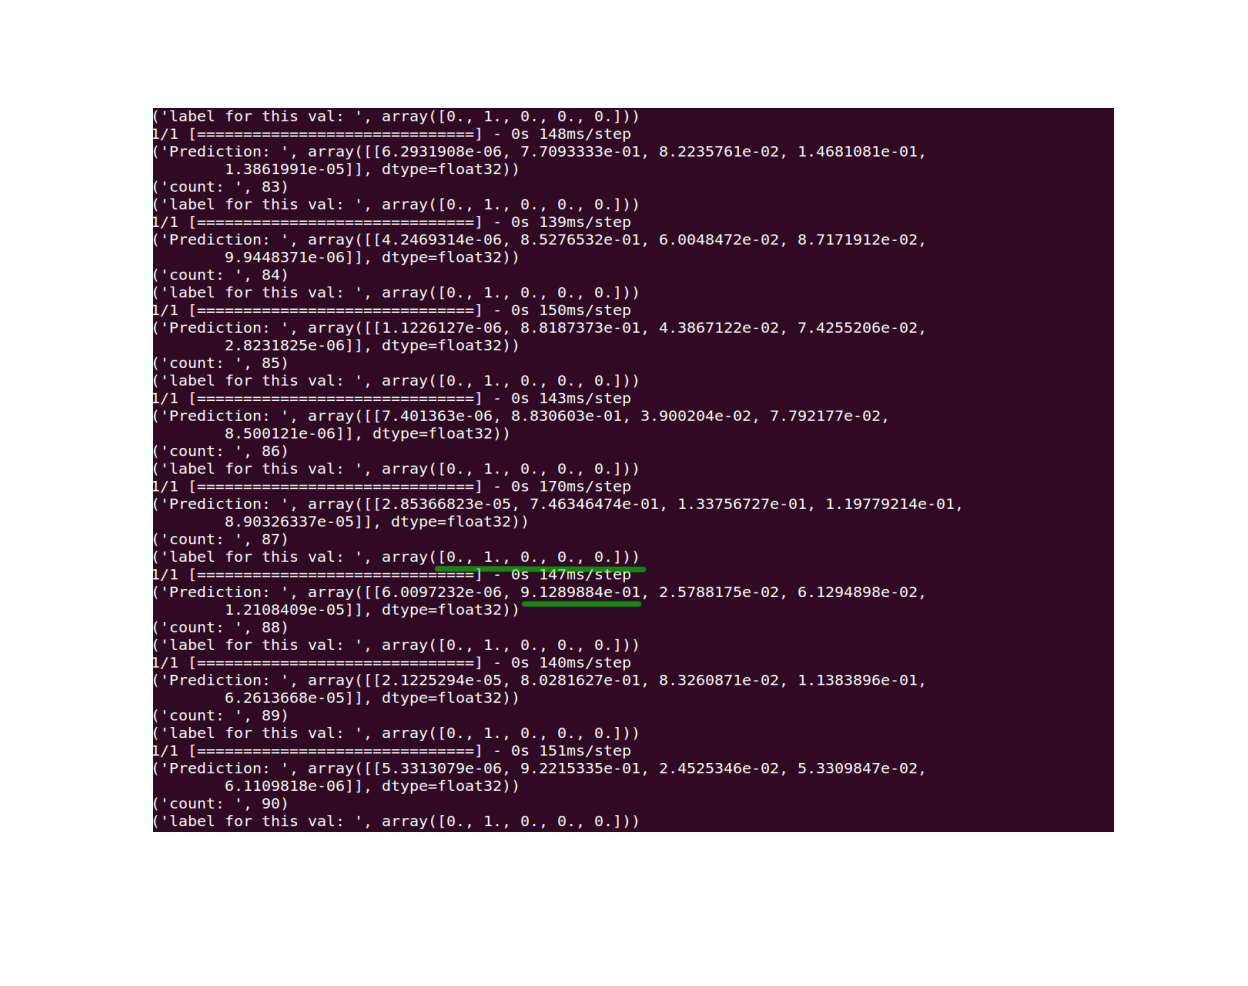 ('label for this val: ', array([0., 1., 0., 0., 0.]))
1/1 [==============================] - 0s 148ms/step
('Prediction: ', array([[6.2931908e-06, 7.7093333e-01, 8.2235761e-02, 1.4681081e-01,
        1.3861991e-05]], dtype=float32))
('count: ', 83)
('label for this val: ', array([0., 1., 0., 0., 0.]))
1/1 [==============================] - 0s 139ms/step
('Prediction: ', array([[4.2469314e-06, 8.5276532e-01, 6.0048472e-02, 8.7171912e-02,
        9.9448371e-06]], dtype=float32))
('count: ', 84)
('label for this val: ', array([0., 1., 0., 0., 0.]))
1/1 [==============================] - 0s 150ms/step
('Prediction: ', array([[1.1226127e-06, 8.8187373e-01, 4.3867122e-02, 7.4255206e-02,
        2.8231825e-06]], dtype=float32))
('count: ', 85)
('label for this val: ', array([0., 1., 0., 0., 0.]))
1/1 [==============================] - 0s 143ms/step
('Prediction: ', array([[7.401363e-06, 8.830603e-01, 3.900204e-02, 7.792177e-02,
        8.500121e-06]], dtype=float32))
('count: ', 86)
('label for this val: ', array([0., 1., 0., 0., 0.]))
1/1 [==============================] - 0s 170ms/step
('Prediction: ', array([[2.85366823e-05, 7.46346474e-01, 1.33756727e-01, 1.19779214e-01,
        8.90326337e-05]], dtype=float32))
('count: ', 87)
('label for this val: ', array([0., 1., 0., 0., 0.]))
1/1 [==============================] - 0s 147ms/step
('Prediction: ', array([[6.0097232e-06, 9.1289884e-01, 2.5788175e-02, 6.1294898e-02,
        1.2108409e-05]], dtype=float32))
('count: ', 88)
('label for this val: ', array([0., 1., 0., 0., 0.]))
1/1 [==============================] - 0s 140ms/step
('Prediction: ', array([[2.1225294e-05, 8.0281627e-01, 8.3260871e-02, 1.1383896e-01,
        6.2613668e-05]], dtype=float32))
('count: ', 89)
('label for this val: ', array([0., 1., 0., 0., 0.]))
1/1 [==============================] - 0s 151ms/step
('Prediction: ', array([[5.3313079e-06, 9.2215335e-01, 2.4525346e-02, 5.3309847e-02,
        6.1109818e-06]], dtype=float32))
('count: ', 90)
('label for this val: ', array([0., 1., 0., 0., 0.]))